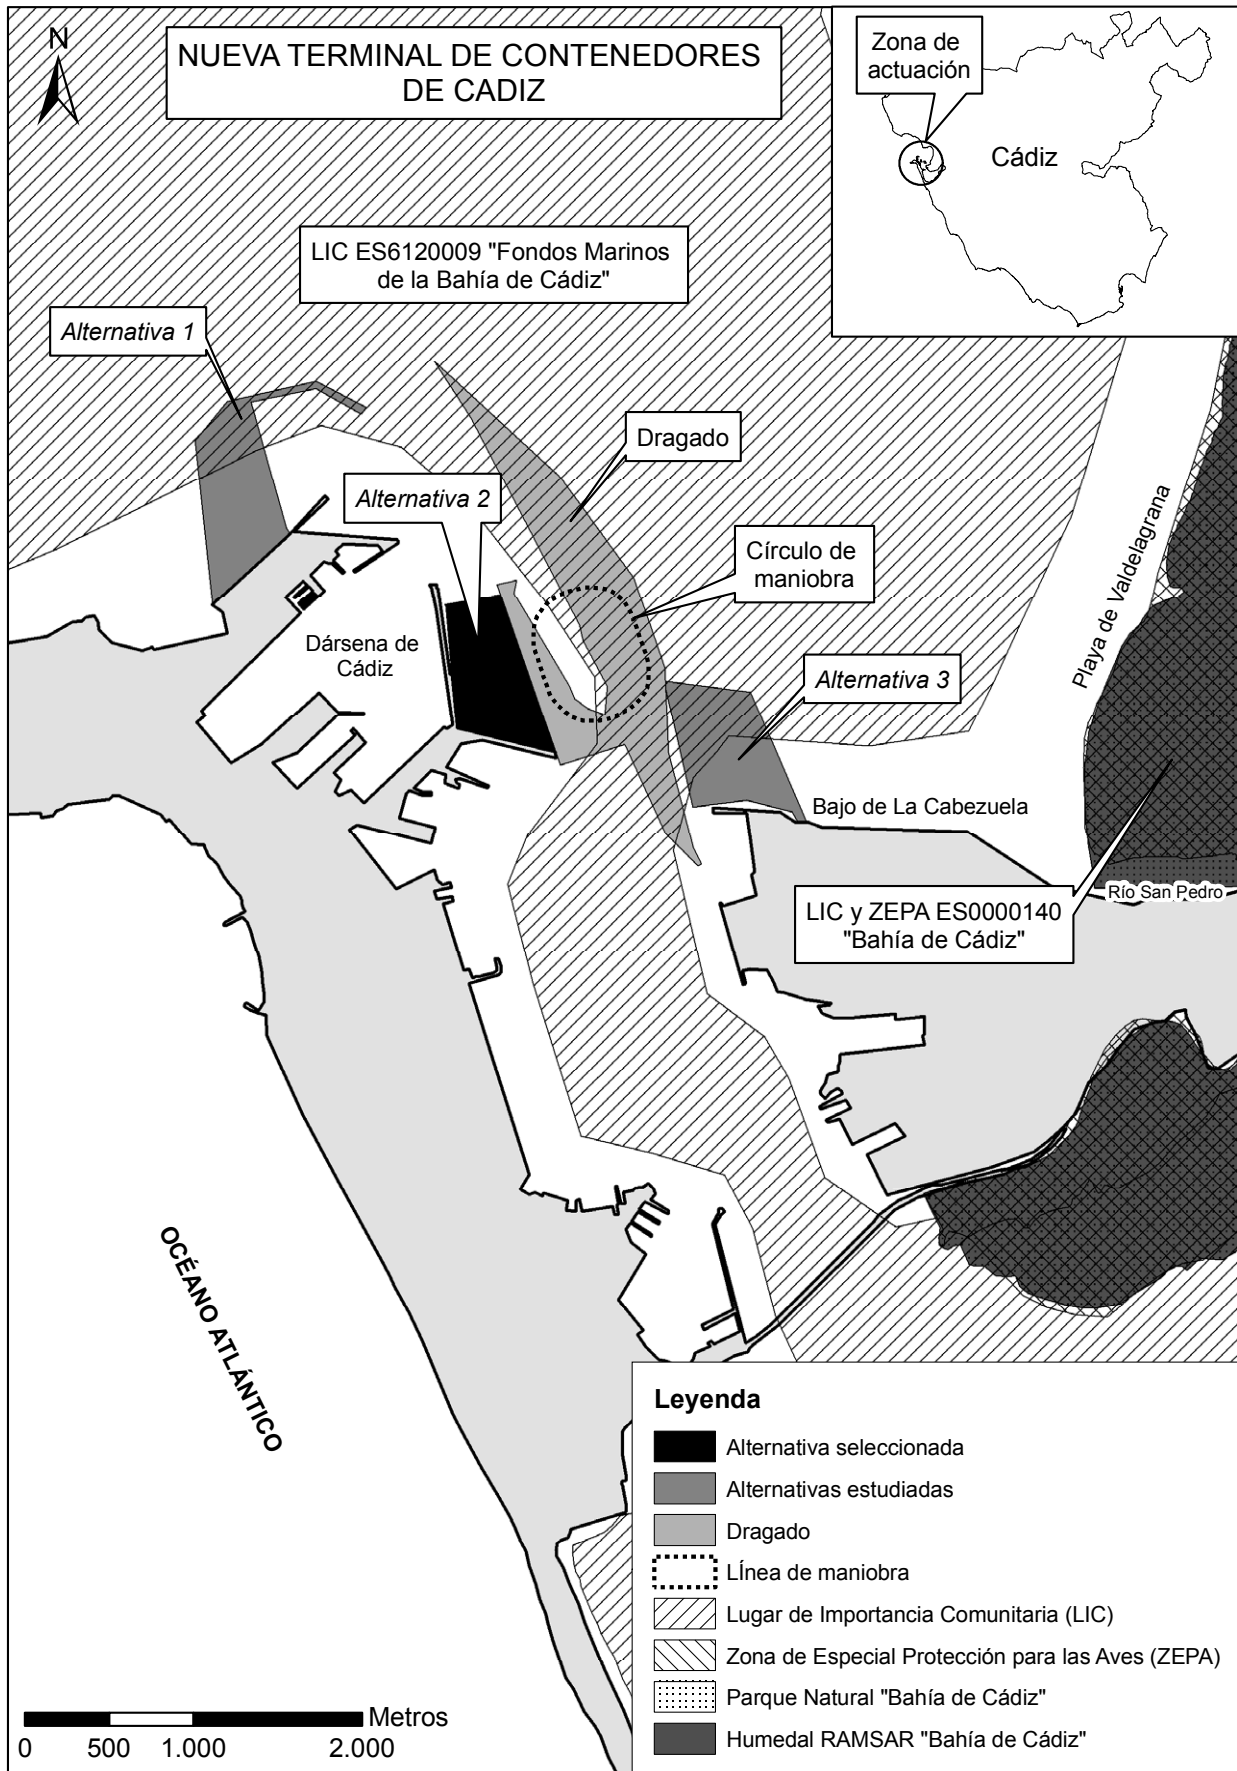 N
NUEVA TERMINAL DE CONTENEDORES
DE CADIZ
Zona de
actuación
Cádiz
LIC ES6120009 "Fondos Marinos
de la Bahía de Cádiz"
Alternativa 1
Dragado
Alternativa 2
Círculo de
maniobra
Playa de Valdelagrana
Dársena de
Cádiz
Alternativa 3
Bajo de La Cabezuela
Río San Pedro
LIC y ZEPA ES0000140
"Bahía de Cádiz"
OCÉANO ATLÁNTICO
Leyenda
Alternativa seleccionada
Alternativas estudiadas
Dragado
LÍnea de maniobra
Lugar de Importancia Comunitaria (LIC)
Zona de Especial Protección para las Aves (ZEPA)
Parque Natural "Bahía de Cádiz"
Humedal RAMSAR "Bahía de Cádiz"
Metros
0 500 1.000 2.000